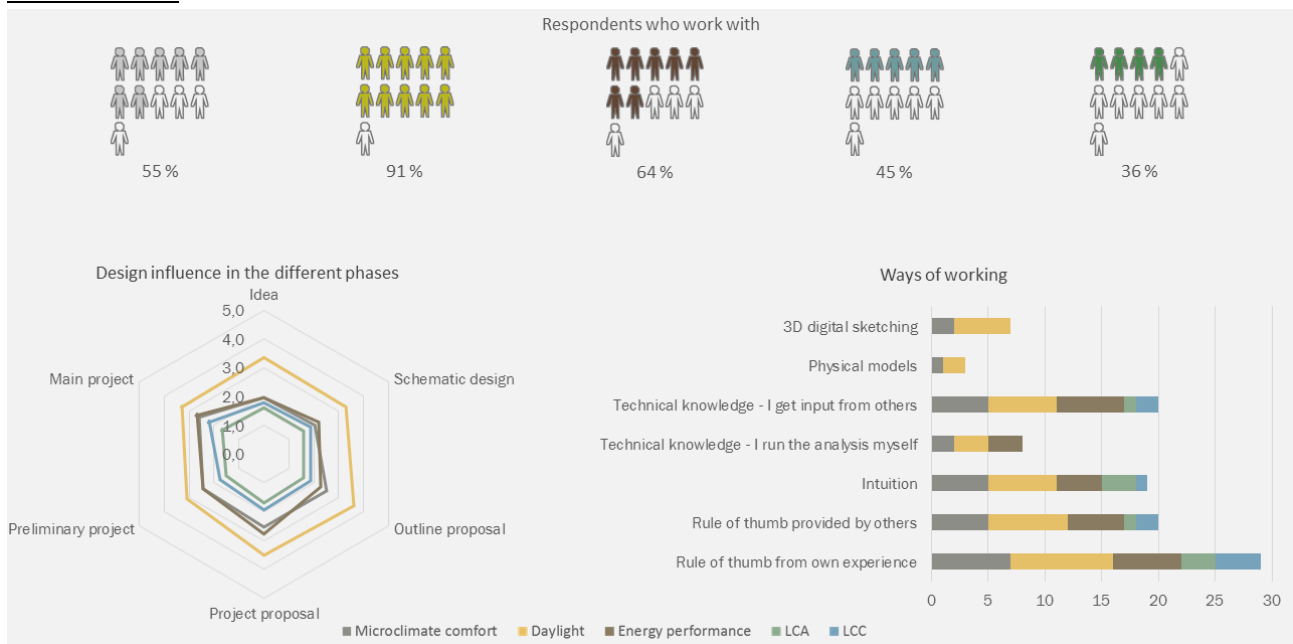 Respondents who work with
55 %
91 %
64 %
45 %
36 %
Design influence in the different phases
Idea
5,0
4,0
3,0
2,0
1,0
0,0
Schematic design
Outline proposal
Project proposal
Preliminary project
Main project
Ways of working
3D digital sketching
Physical models
Technical knowledge - I get input from others
Technical knowledge - I run the analysis myself
Intuition
Rule of thumb provided by others
Rule of thumb from own experience
0 5 10 15 20 25 30
Microclimate comfort Daylight Energy performance LCA LCC